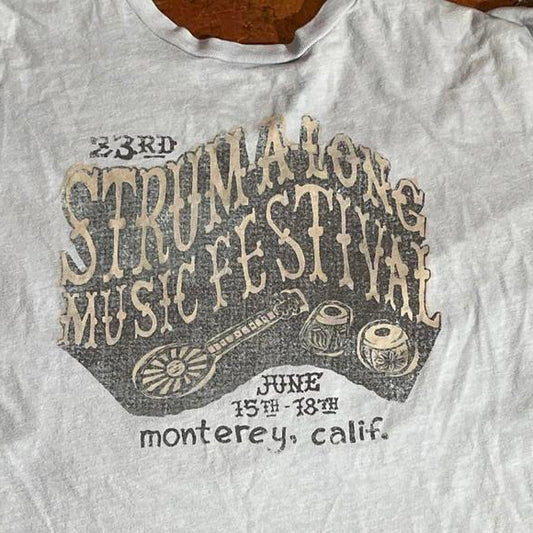 23RD
STRUM A LONG
MUSIC FESTIVAL
JUNE
15TH-18TH
monterey, calif.